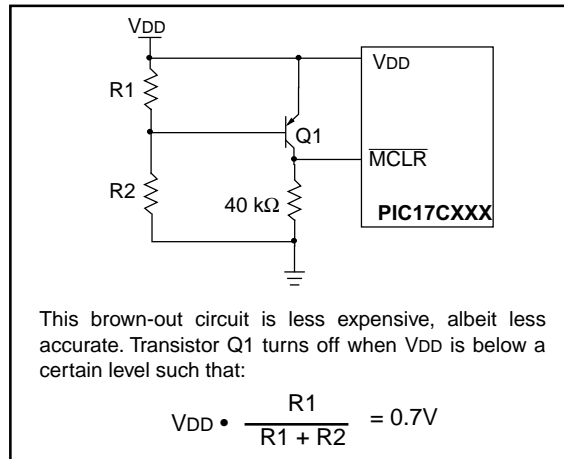 VDD
VDD
R1
Q1
MCLR
R2
40 kΩ
PIC17CXXX
This brown-out circuit is less expensive, albeit less
accurate. Transistor Q1 turns off when VDD is below a
certain level such that:
VDD • R1 / R1 + R2 = 0.7V